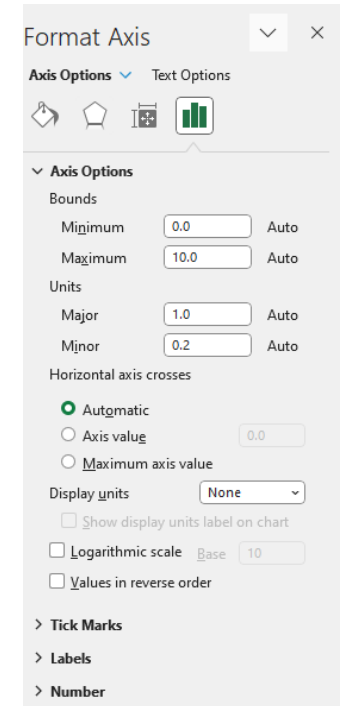 Format Axis
Axis Options Text Options
Axis Options
Bounds
Minimum 0.0 Auto
Maximum 10.0 Auto
Units
Major 1.0 Auto
Minor 0.2 Auto
Horizontal axis crosses
Automatic
Axis value 0.0
Maximum axis value
Display units None
Show display units label on chart
Logarithmic scale Base 10
Values in reverse order
Tick Marks
Labels
Number